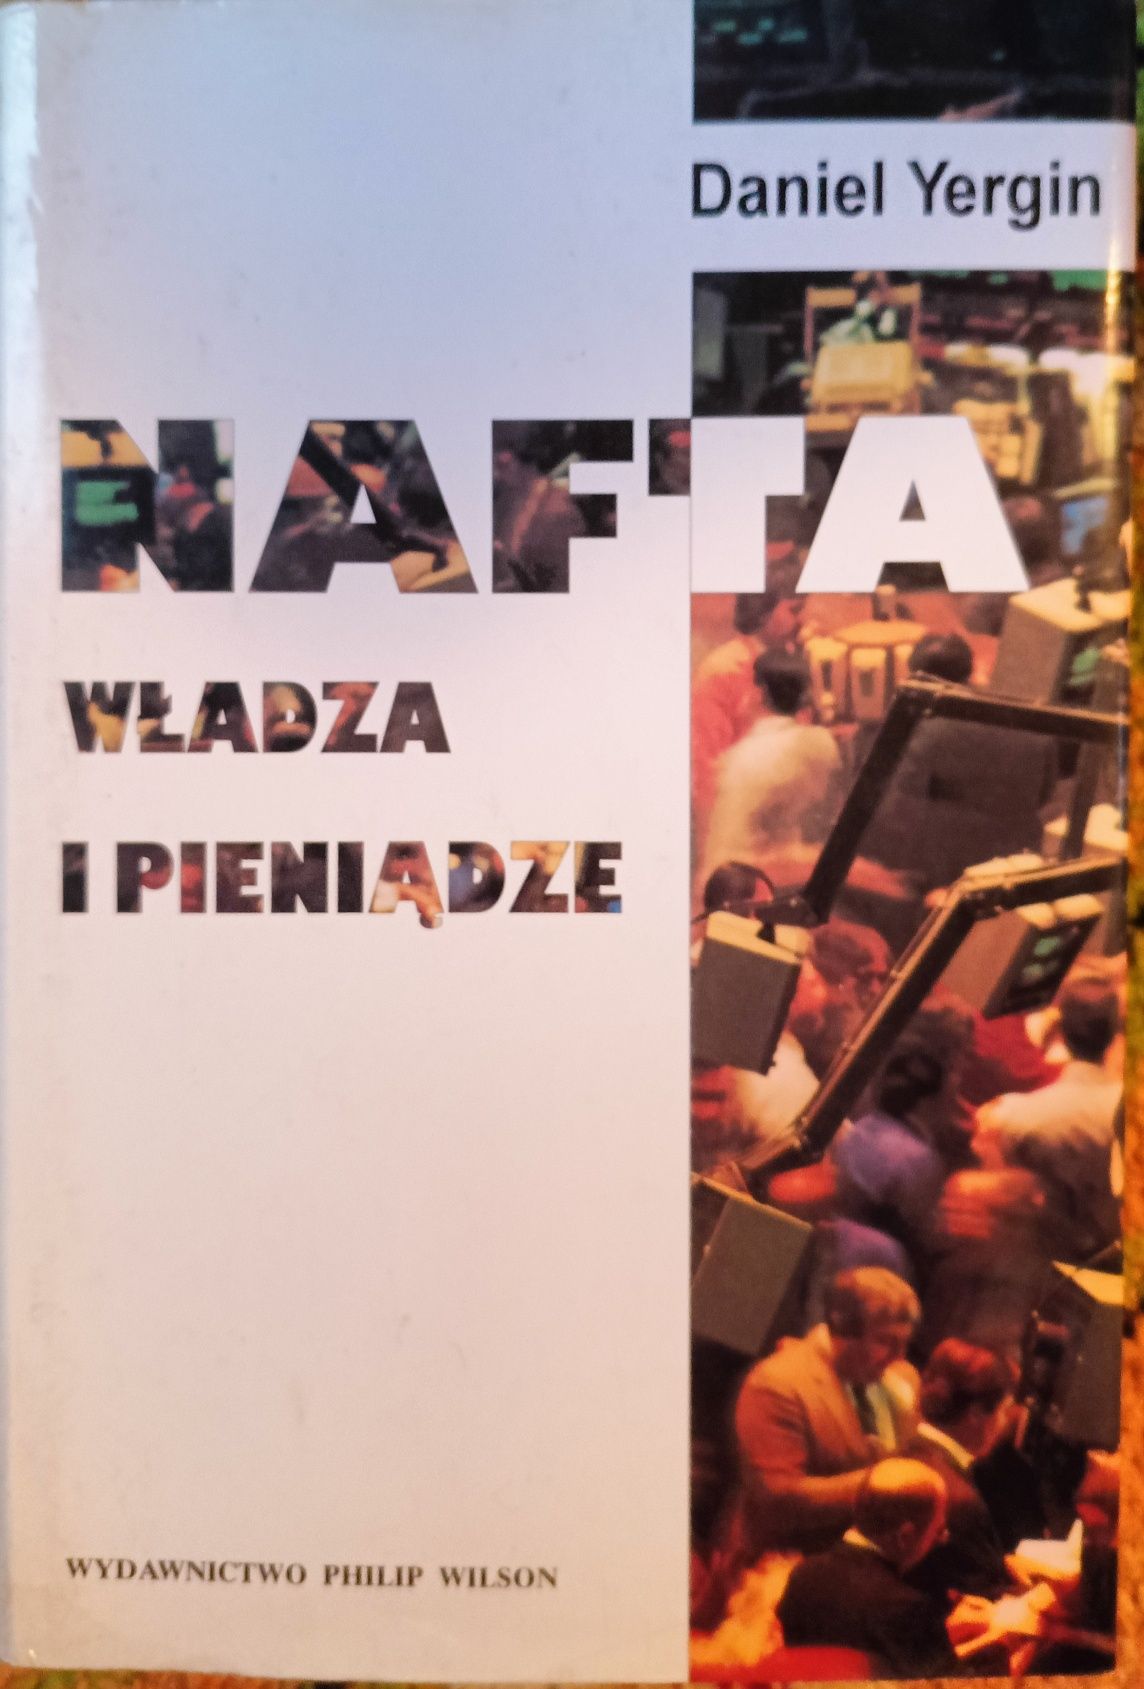 Daniel Yergin
NAFTA
WŁADZA
I PIENIĄDZE
WYDAWNICTWO PHILIP WILSON